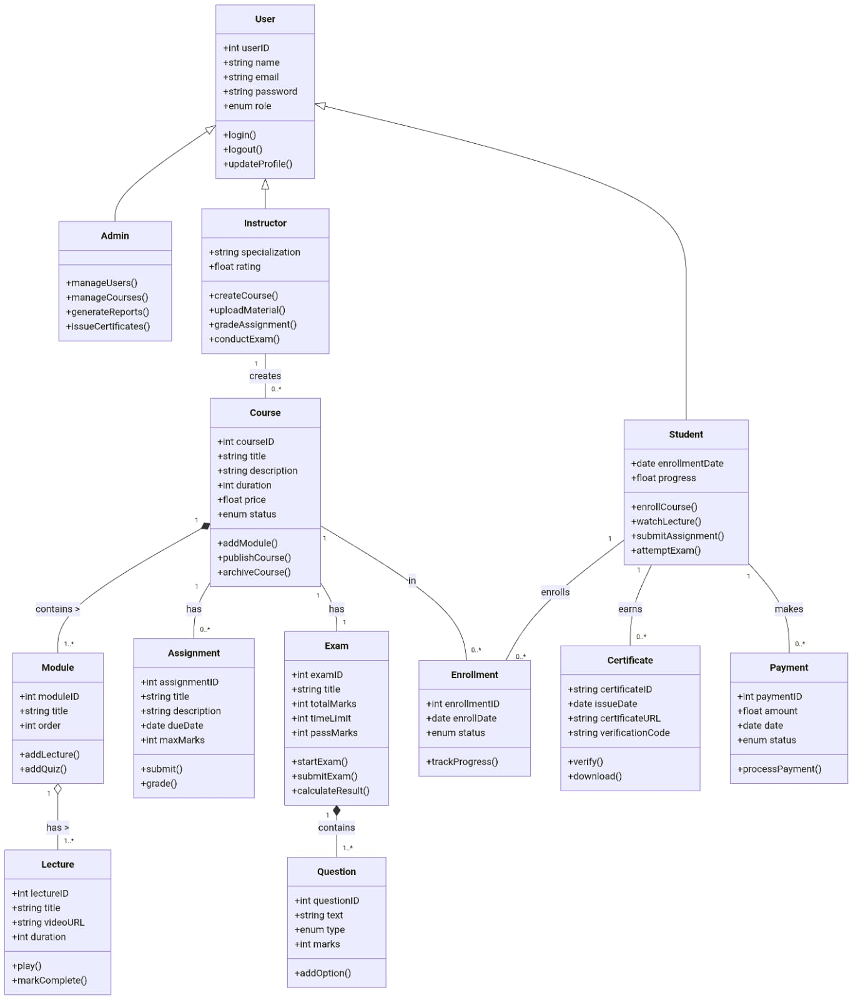 User
+int userID
+string name
+string email
+string password
+enum role
+login()
+logout()
+updateProfile()
Admin
+manageUsers()
+manageCourses()
+generateReports()
+issueCertificates()
Instructor
+string specialization
+float rating
+createCourse()
+uploadMaterial()
+gradeAssignment()
+conductExam()
1
creates
0..*
Course
+int courseID
+string title
+string description
+int duration
+float price
+enum status
+addModule()
+publishCourse()
+archiveCourse()
Student
+date enrollmentDate
+float progress
+enrollCourse()
+watchLecture()
+submitAssignment()
+attemptExam()
1
contains >
1..*
1
has
0..*
1
has
1
1
in
0..*
1
enrolls
0..*
1
earns
0..*
1
makes
0..*
Module
+int moduleID
+string title
+int order
+addLecture()
+addQuiz()
Assignment
+int assignmentID
+string title
+string description
+date dueDate
+int maxMarks
+submit()
+grade()
Exam
+int examID
+string title
+int totalMarks
+int timeLimit
+int passMarks
+startExam()
+submitExam()
+calculateResult()
Enrollment
+int enrollmentID
+date enrollDate
+enum status
+trackProgress()
Certificate
+string certificateID
+date issueDate
+string certificateURL
+string verificationCode
+verify()
+download()
Payment
+int paymentID
+float amount
+date date
+enum status
+processPayment()
1
has >
1..*
1
contains
1..*
Lecture
+int lectureID
+string title
+string videoURL
+int duration
+play()
+markComplete()
Question
+int questionID
+string text
+enum type
+int marks
+addOption()